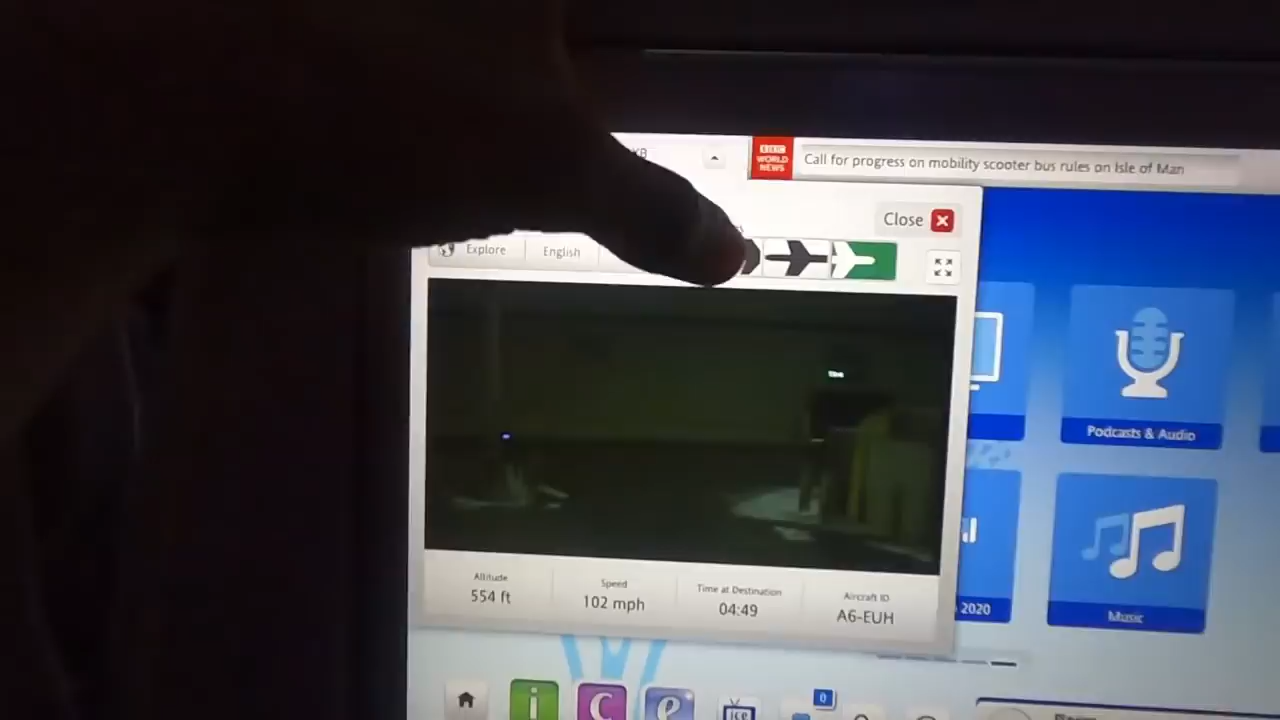 BBC
WORLD
NEWS
Call for progress on mobility scooter bus rules on Isle of Man
Close
Explore
English
Altitude
554 ft
Speed
102 mph
Time at Destination
04:49
Aircraft ID
A6-EUH
Podcasts & Audio
2020
Music
0
i
c
e
ice